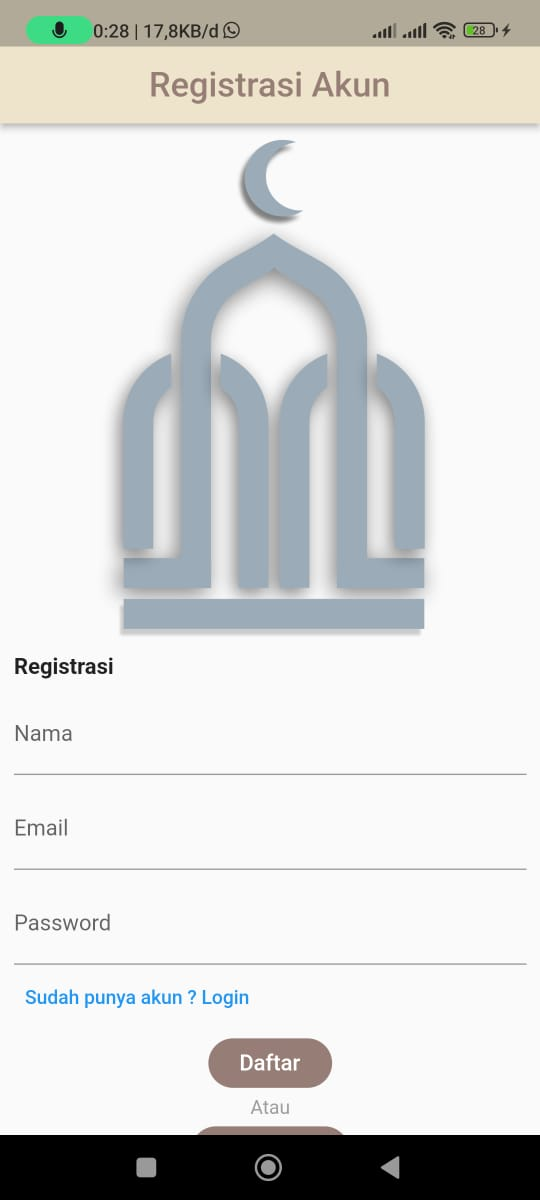 0:28 | 17,8KB/d
28
Registrasi Akun
Registrasi
Nama
Email
Password
Sudah punya akun ? Login
Daftar
Atau